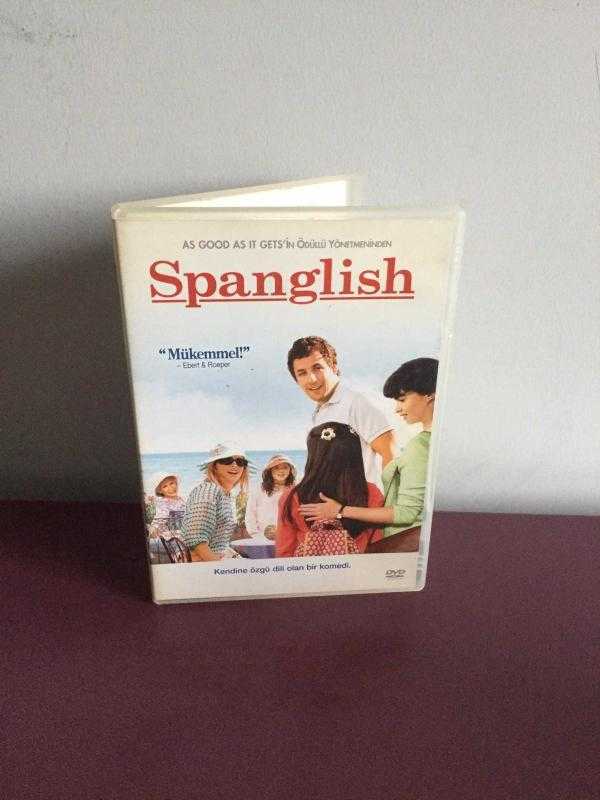 AS GOOD AS IT GETS'İN ÖDÜLLÜ YÖNETMENİNDEN
Spanglish
“Mükemmel!”
– Ebert & Roeper
Kendine özgü dili olan bir komedi.
DVD